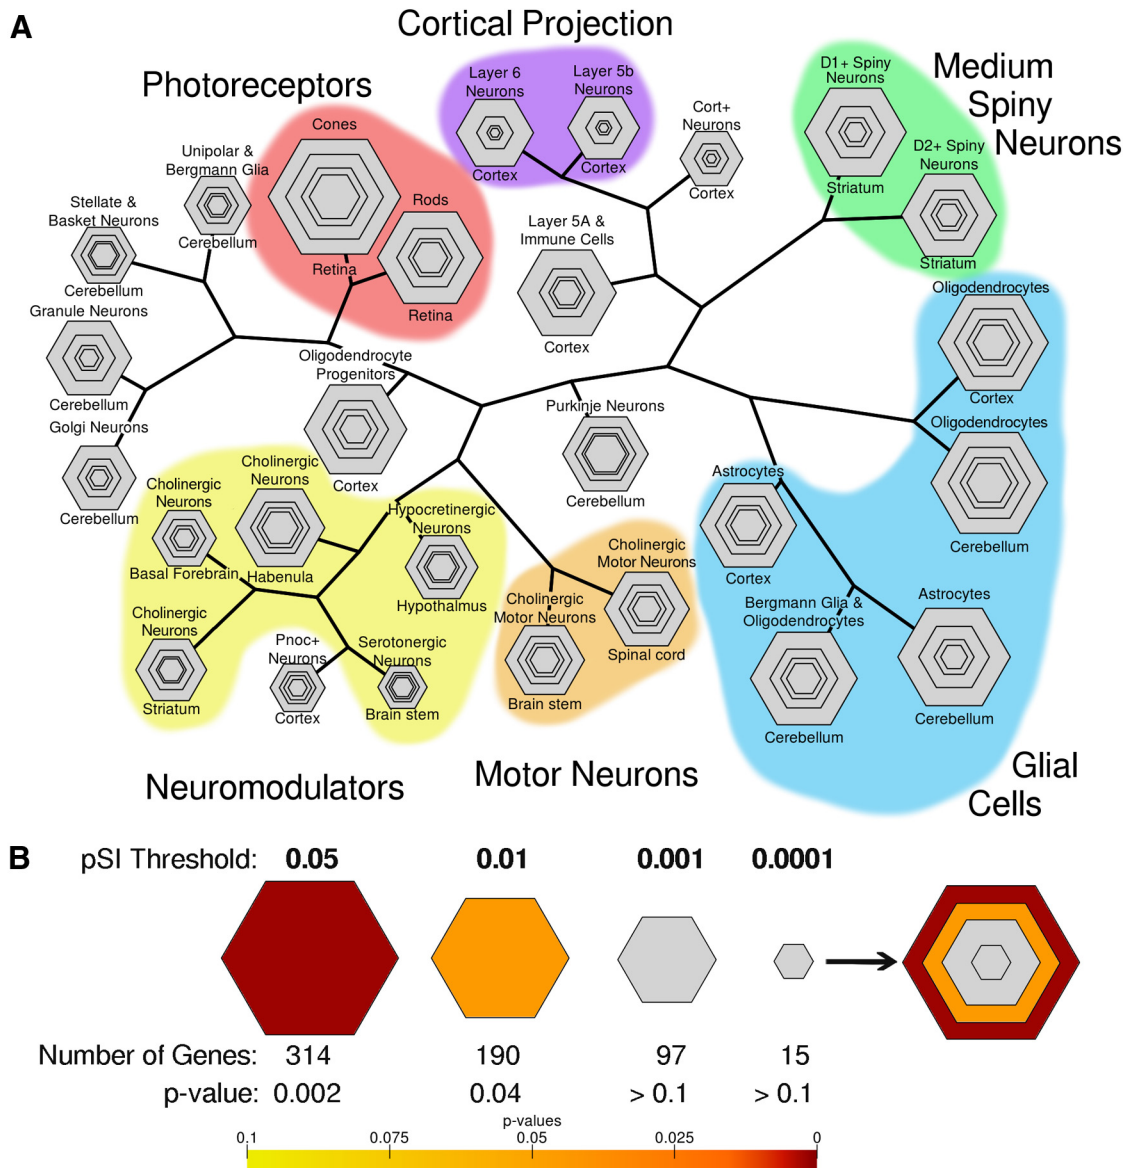 A
Cortical Projection
Photoreceptors
Medium
Spiny
Neurons
Layer 6
Neurons
Cortex
Layer 5b
Neurons
Cortex
Cort+
Neurons
Cortex
D1+ Spiny
Neurons
Striatum
D2+ Spiny
Neurons
Striatum
Cones
Retina
Rods
Retina
Unipolar &
Bergmann Glia
Cerebellum
Stellate &
Basket Neurons
Cerebellum
Granule Neurons
Cerebellum
Golgi Neurons
Cerebellum
Layer 5A &
Immune Cells
Cortex
Oligodendrocyte
Progenitors
Cortex
Purkinje Neurons
Cerebellum
Oligodendrocytes
Cortex
Oligodendrocytes
Cerebellum
Astrocytes
Cortex
Bergmann Glia &
Oligodendrocytes
Cerebellum
Astrocytes
Cerebellum
Cholinergic
Neurons
Basal Forebrain
Cholinergic
Neurons
Habenula
Hypocretinergic
Neurons
Hypothalmus
Cholinergic
Neurons
Striatum
Pnoc+
Neurons
Cortex
Serotonergic
Neurons
Brain stem
Cholinergic
Motor Neurons
Brain stem
Cholinergic
Motor Neurons
Spinal cord
Neuromodulators
Motor Neurons
Glial
Cells
B
pSI Threshold: 0.05 0.01 0.001 0.0001
Number of Genes: 314 190 97 15
p-value: 0.002 0.04 > 0.1 > 0.1
p-values
0.1 0.075 0.05 0.025 0